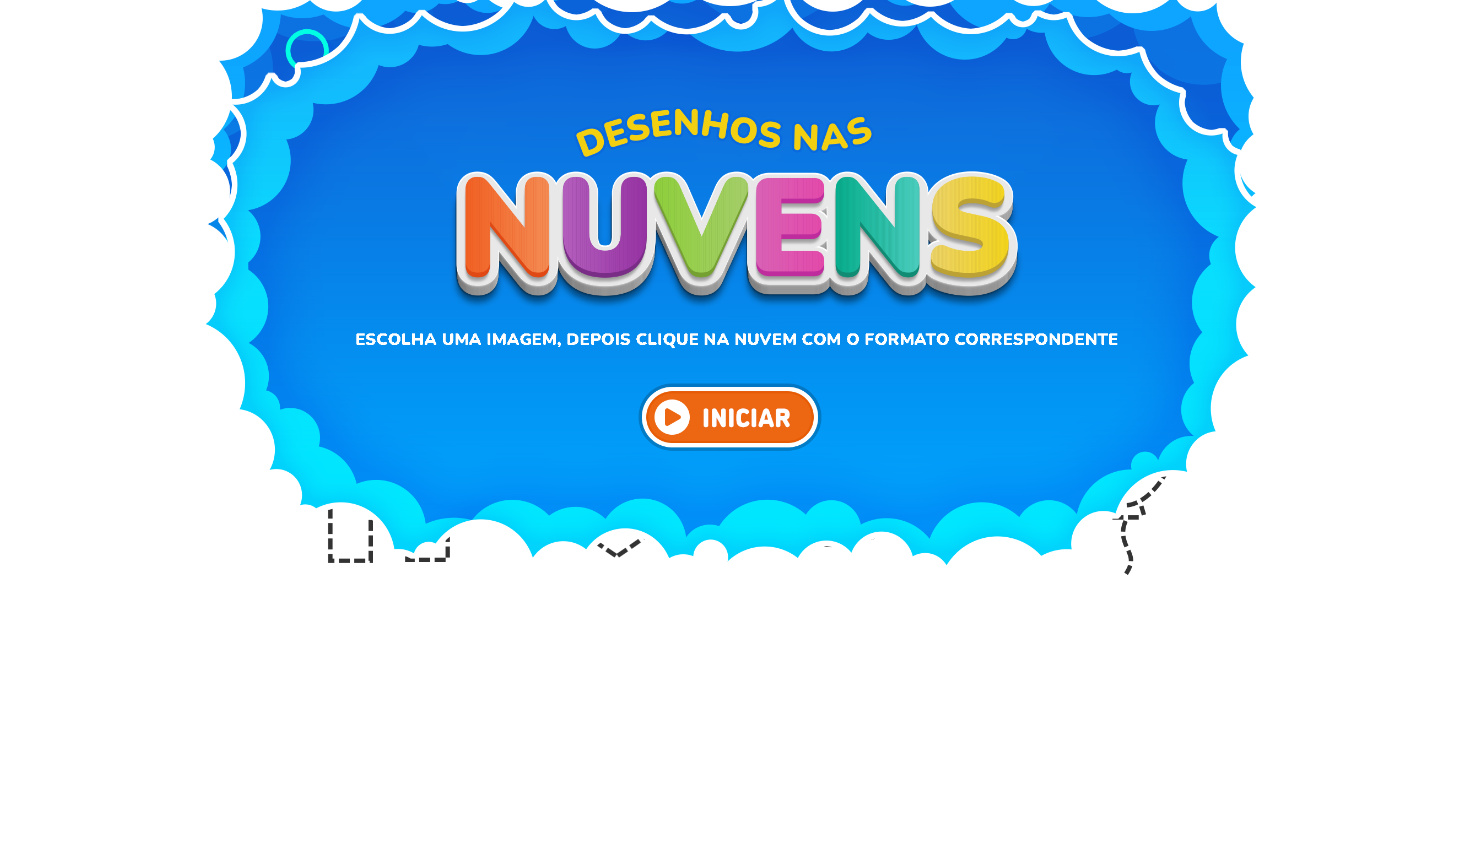 DESENHOS NAS
NUVENS
ESCOLHA UMA IMAGEM, DEPOIS CLIQUE NA NUVEM COM O FORMATO CORRESPONDENTE
INICIAR